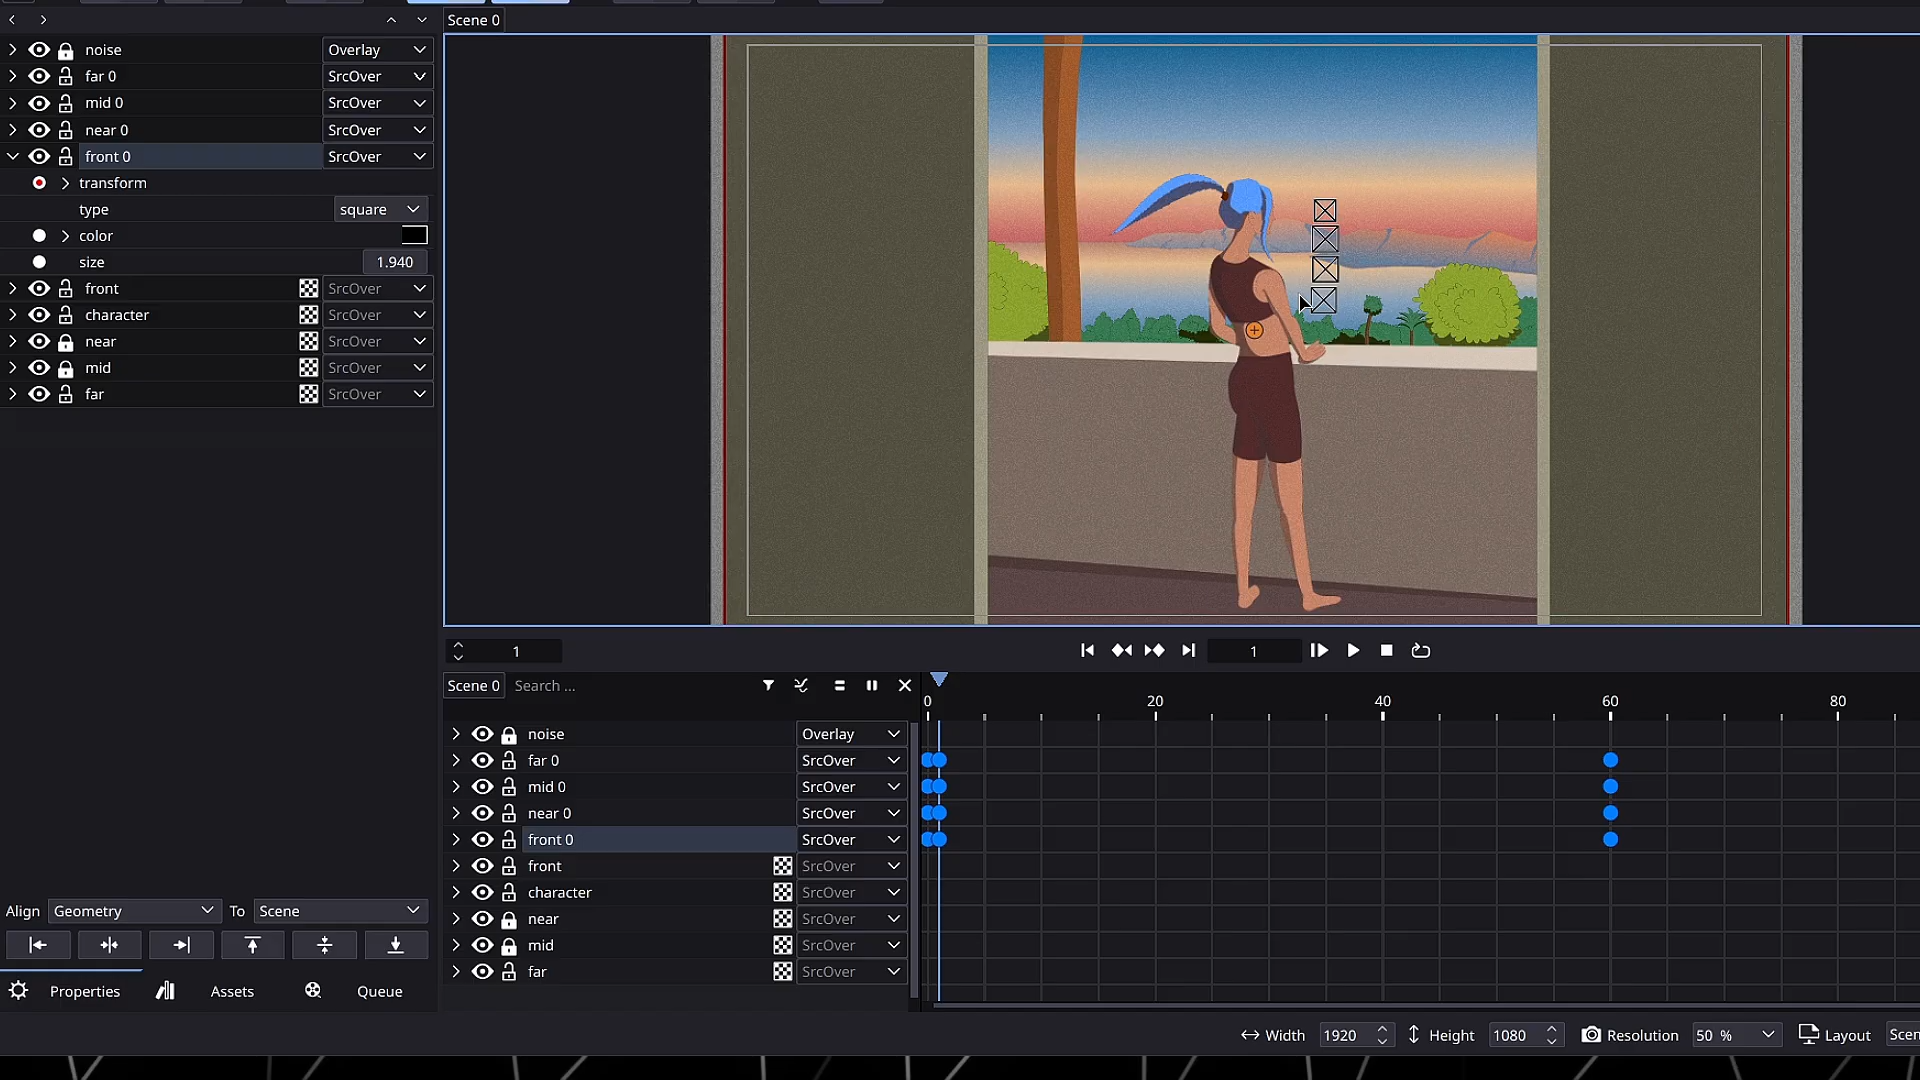 Scene 0
noise Overlay
far 0 SrcOver
mid 0 SrcOver
near 0 SrcOver
front 0 SrcOver
transform
type square
color
size 1.940
front SrcOver
character SrcOver
near SrcOver
mid SrcOver
far SrcOver
1 1
Scene 0 Search ...
0 20 40 60 80
noise Overlay
far 0 SrcOver
mid 0 SrcOver
near 0 SrcOver
front 0 SrcOver
front SrcOver
character SrcOver
near SrcOver
mid SrcOver
far SrcOver
Align Geometry To Scene
Properties Assets Queue
Width 1920 Height 1080 Resolution 50 % Layout Scen